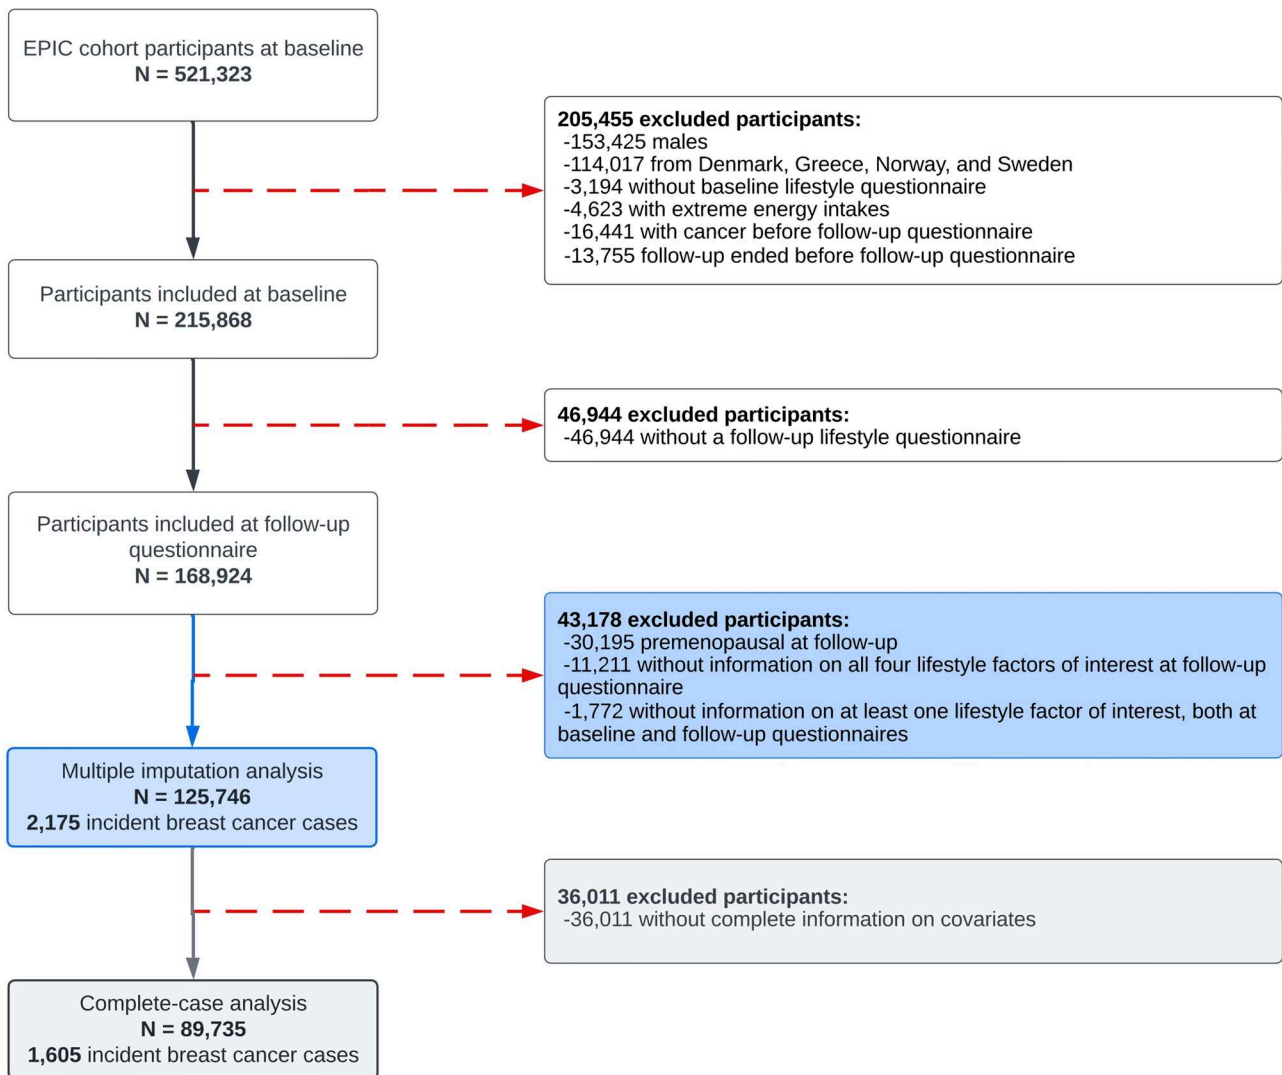 EPIC cohort participants at baseline
N = 521,323
205,455 excluded participants:
-153,425 males
-114,017 from Denmark, Greece, Norway, and Sweden
-3,194 without baseline lifestyle questionnaire
-4,623 with extreme energy intakes
-16,441 with cancer before follow-up questionnaire
-13,755 follow-up ended before follow-up questionnaire
Participants included at baseline
N = 215,868
46,944 excluded participants:
-46,944 without a follow-up lifestyle questionnaire
Participants included at follow-up
questionnaire
N = 168,924
43,178 excluded participants:
-30,195 premenopausal at follow-up
-11,211 without information on all four lifestyle factors of interest at follow-up
questionnaire
-1,772 without information on at least one lifestyle factor of interest, both at
baseline and follow-up questionnaires
Multiple imputation analysis
N = 125,746
2,175 incident breast cancer cases
36,011 excluded participants:
-36,011 without complete information on covariates
Complete-case analysis
N = 89,735
1,605 incident breast cancer cases